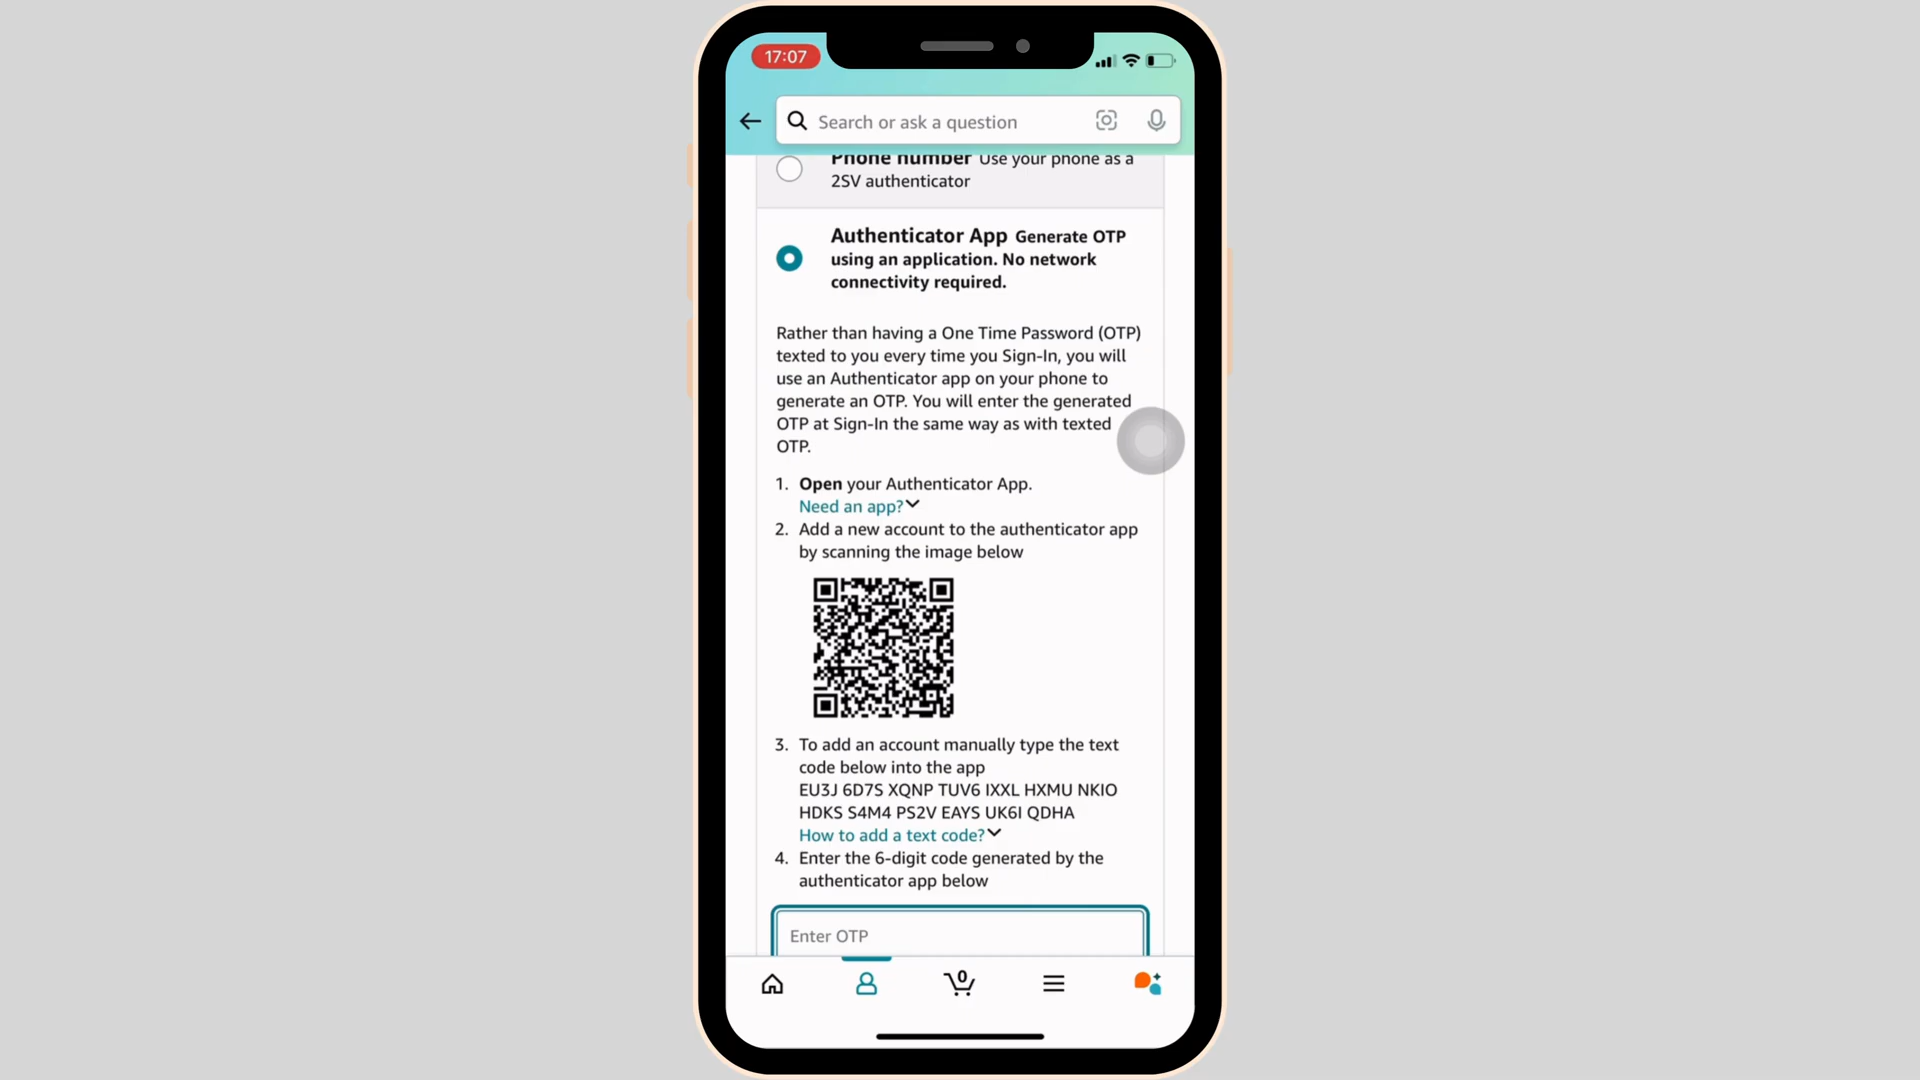 17:07
Search or ask a question
Phone number Use your phone as a
2SV authenticator
Authenticator App Generate OTP
using an application. No network
connectivity required.
Rather than having a One Time Password (OTP)
texted to you every time you Sign-In, you will
use an Authenticator app on your phone to
generate an OTP. You will enter the generated
OTP at Sign-In the same way as with texted
OTP.
1. Open your Authenticator App.
Need an app?
2. Add a new account to the authenticator app
by scanning the image below
3. To add an account manually type the text
code below into the app
EU3J 6D7S XQNP TUV6 IXXL HXMU NKIO
HDKS S4M4 PS2V EAYS UK6I QDHA
How to add a text code?
4. Enter the 6-digit code generated by the
authenticator app below
Enter OTP
0